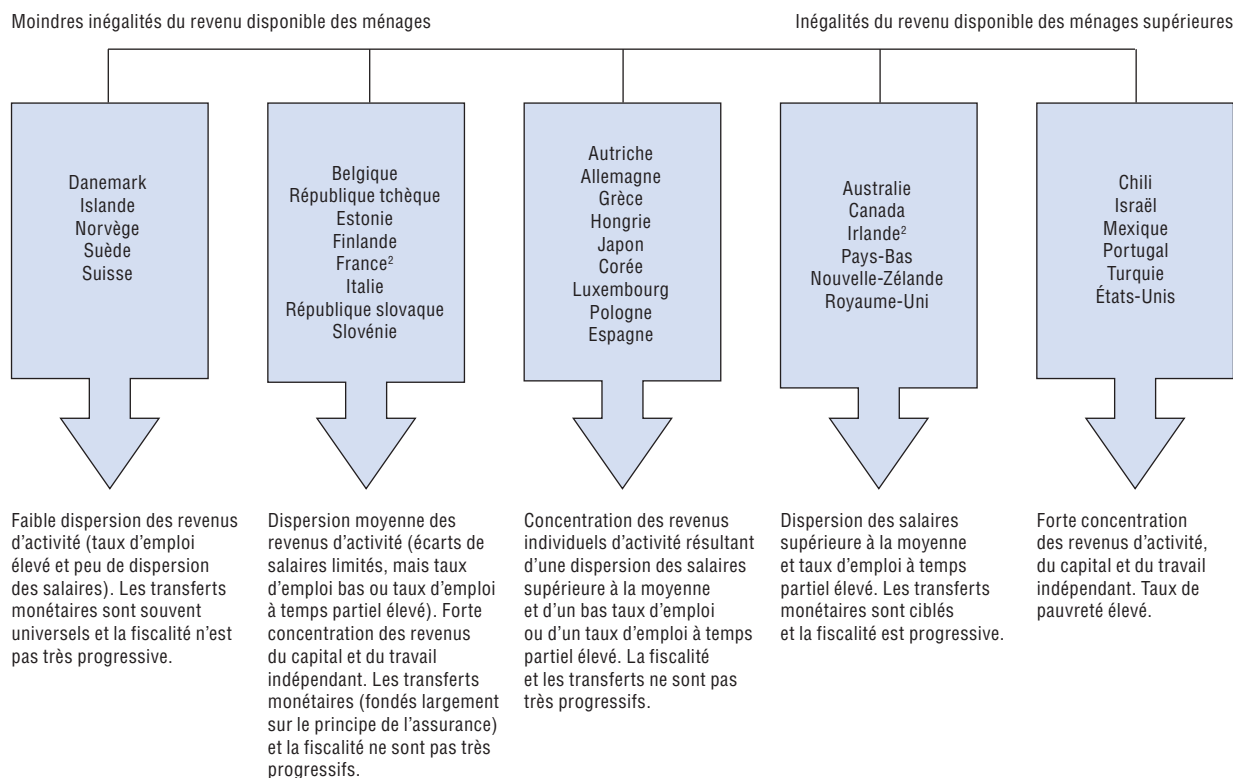 Moindres inégalités du revenu disponible des ménages
Inégalités du revenu disponible des ménages supérieures
Danemark
Islande
Norvège
Suède
Suisse
Belgique
République tchèque
Estonie
Finlande
France²
Italie
République slovaque
Slovénie
Autriche
Allemagne
Grèce
Hongrie
Japon
Corée
Luxembourg
Pologne
Espagne
Australie
Canada
Irlande²
Pays-Bas
Nouvelle-Zélande
Royaume-Uni
Chili
Israël
Mexique
Portugal
Turquie
États-Unis
Faible dispersion des revenus
d'activité (taux d'emploi
élevé et peu de dispersion
des salaires). Les transferts
monétaires sont souvent
universels et la fiscalité n'est
pas très progressive.
Dispersion moyenne des
revenus d'activité (écarts de
salaires limités, mais taux
d'emploi bas ou taux d'emploi
à temps partiel élevé). Forte
concentration des revenus
du capital et du travail
indépendant. Les transferts
monétaires (fondés largement
sur le principe de l'assurance)
et la fiscalité ne sont pas très
progressifs.
Concentration des revenus
individuels d'activité résultant
d'une dispersion des salaires
supérieure à la moyenne
et d'un bas taux d'emploi
ou d'un taux d'emploi à temps
partiel élevé. La fiscalité
et les transferts ne sont pas
très progressifs.
Dispersion des salaires
supérieure à la moyenne
et taux d'emploi à temps
partiel élevé. Les transferts
monétaires sont ciblés
et la fiscalité est progressive.
Forte concentration
des revenus d'activité,
du capital et du travail
indépendant. Taux de
pauvreté élevé.